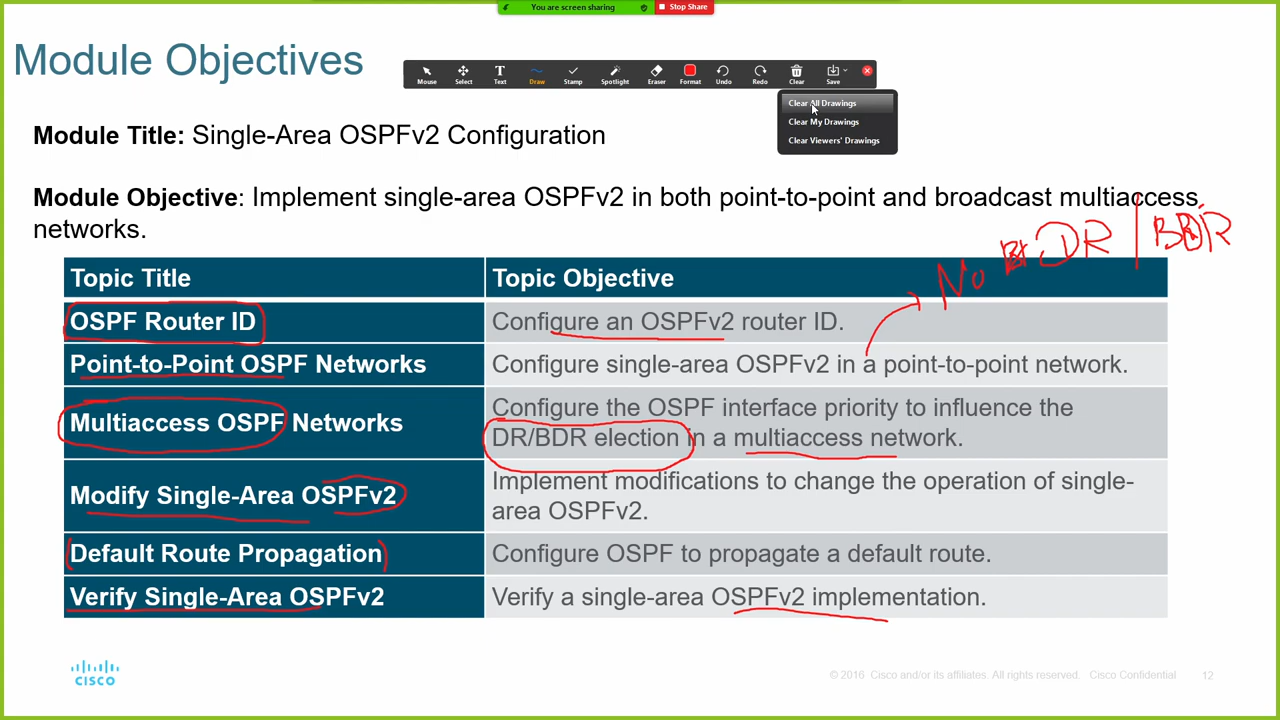 You are screen sharing
Stop Share
Module Objectives
Mouse Select Text Draw Stamp Spotlight Eraser Format Undo Redo Clear Save
Clear All Drawings
Clear My Drawings
Clear Viewers' Drawings
Module Title: Single-Area OSPFv2 Configuration
Module Objective: Implement single-area OSPFv2 in both point-to-point and broadcast multiaccess
networks.
No DR | BDR
Topic Title Topic Objective
OSPF Router ID Configure an OSPFv2 router ID.
Point-to-Point OSPF Networks Configure single-area OSPFv2 in a point-to-point network.
Multiaccess OSPF Networks Configure the OSPF interface priority to influence the
DR/BDR election in a multiaccess network.
Modify Single-Area OSPFv2 Implement modifications to change the operation of single-
area OSPFv2.
Default Route Propagation Configure OSPF to propagate a default route.
Verify Single-Area OSPFv2 Verify a single-area OSPFv2 implementation.
CISCO
© 2016 Cisco and/or its affiliates. All rights reserved. Cisco Confidential 12